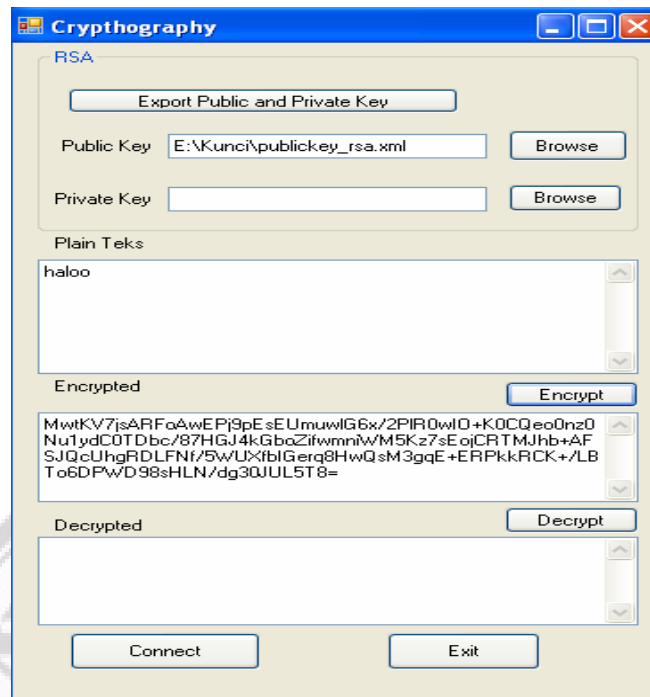 Crypthography
RSA
Export Public and Private Key
Public Key E:\Kunci\publickey_rsa.xml Browse
Private Key Browse
Plain Teks
haloo
Encrypted Encrypt
MwtKV7jsARFoAwEPj9pEsEUmuwlG6x/2PlR0wlO+K0CQeo0nz0
Nu1ydC0TDbc/87HGJ4kGboZifwmniWM5Kz7sEojCRTMJhb+AF
SJQcUhgRDLFNf/5WUXfblGerq8HwQsM3gqE+ERPkkRCK+/LB
To6DPWD98sHLN/dg30JUL5T8=
Decrypted Decrypt
Connect Exit